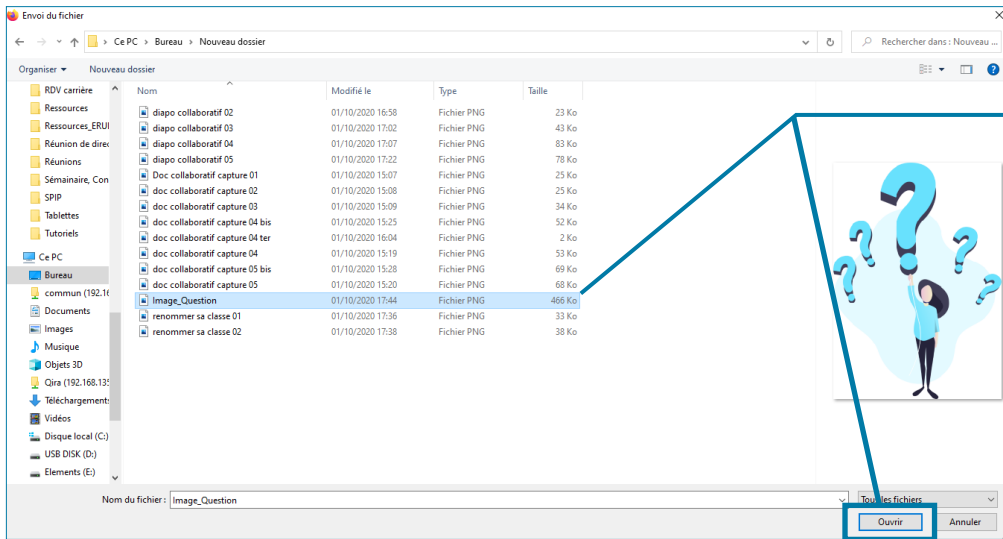 Envoi du fichier
Ce PC > Bureau > Nouveau dossier
Rechercher dans : Nouveau ...
Organiser
Nouveau dossier
Nom Modifié le Type Taille
RDV carrière
Ressources
Ressources_ERUI
Réunion de direc
Réunions
Sémainaire, Con
SPIP
Tablettes
Tutoriels
Ce PC
Bureau
commun (192.16
Documents
Images
Musique
Objets 3D
Qira (192.168.135
Téléchargements
Vidéos
Disque local (C:)
USB DISK (D:)
Elements (E:)
diapo collaboratif 02 01/10/2020 16:58 Fichier PNG 23 Ko
diapo collaboratif 03 01/10/2020 17:02 Fichier PNG 43 Ko
diapo collaboratif 04 01/10/2020 17:07 Fichier PNG 83 Ko
diapo collaboratif 05 01/10/2020 17:22 Fichier PNG 78 Ko
Doc collaboratif capture 01 01/10/2020 15:07 Fichier PNG 25 Ko
doc collaboratif capture 02 01/10/2020 15:08 Fichier PNG 25 Ko
doc collaboratif capture 03 01/10/2020 15:09 Fichier PNG 34 Ko
doc collaboratif capture 04 bis 01/10/2020 15:25 Fichier PNG 52 Ko
doc collaboratif capture 04 ter 01/10/2020 16:04 Fichier PNG 2 Ko
doc collaboratif capture 04 01/10/2020 15:19 Fichier PNG 53 Ko
doc collaboratif capture 05 bis 01/10/2020 15:28 Fichier PNG 69 Ko
doc collaboratif capture 05 01/10/2020 15:20 Fichier PNG 68 Ko
Image_Question 01/10/2020 17:44 Fichier PNG 466 Ko
renommer sa classe 01 01/10/2020 17:36 Fichier PNG 33 Ko
renommer sa classe 02 01/10/2020 17:38 Fichier PNG 38 Ko
? ? ? ? ?
Nom du fichier : Image_Question
Tous les fichiers
Ouvrir Annuler